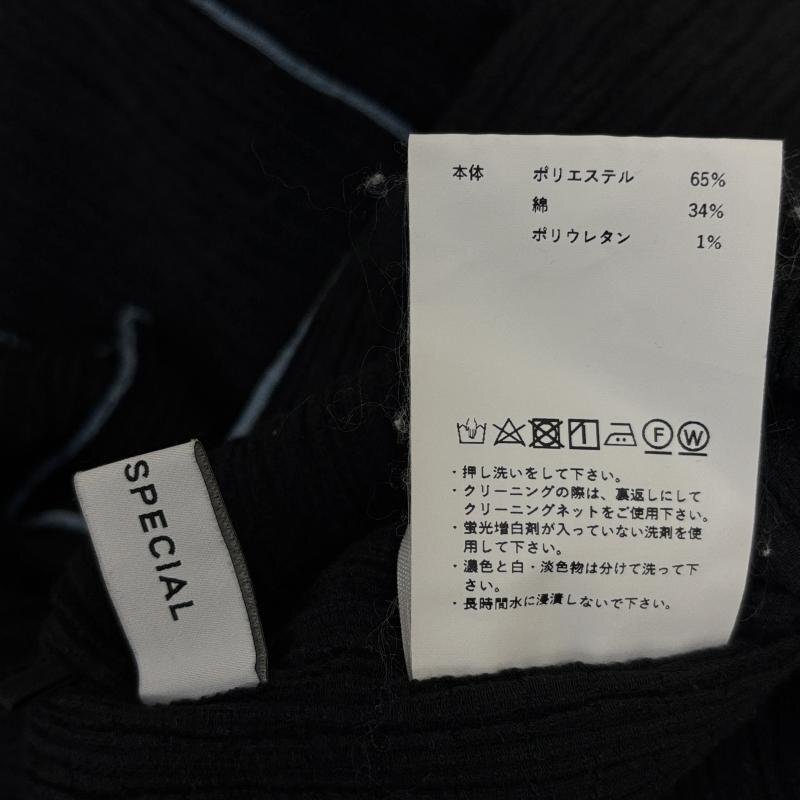 本体 ポリエステル 65%
綿 34%
ポリウレタン 1%
F W
・押し洗いをして下さい。
・クリーニングの際は、裏返しにして
クリーニングネットをご使用下さい。
・蛍光増白剤が入っていない洗剤を使
用して下さい。
・濃色と白・淡色物は分けて洗って下
さい。
・長時間水に浸漬しないで下さい。
SPECIAL